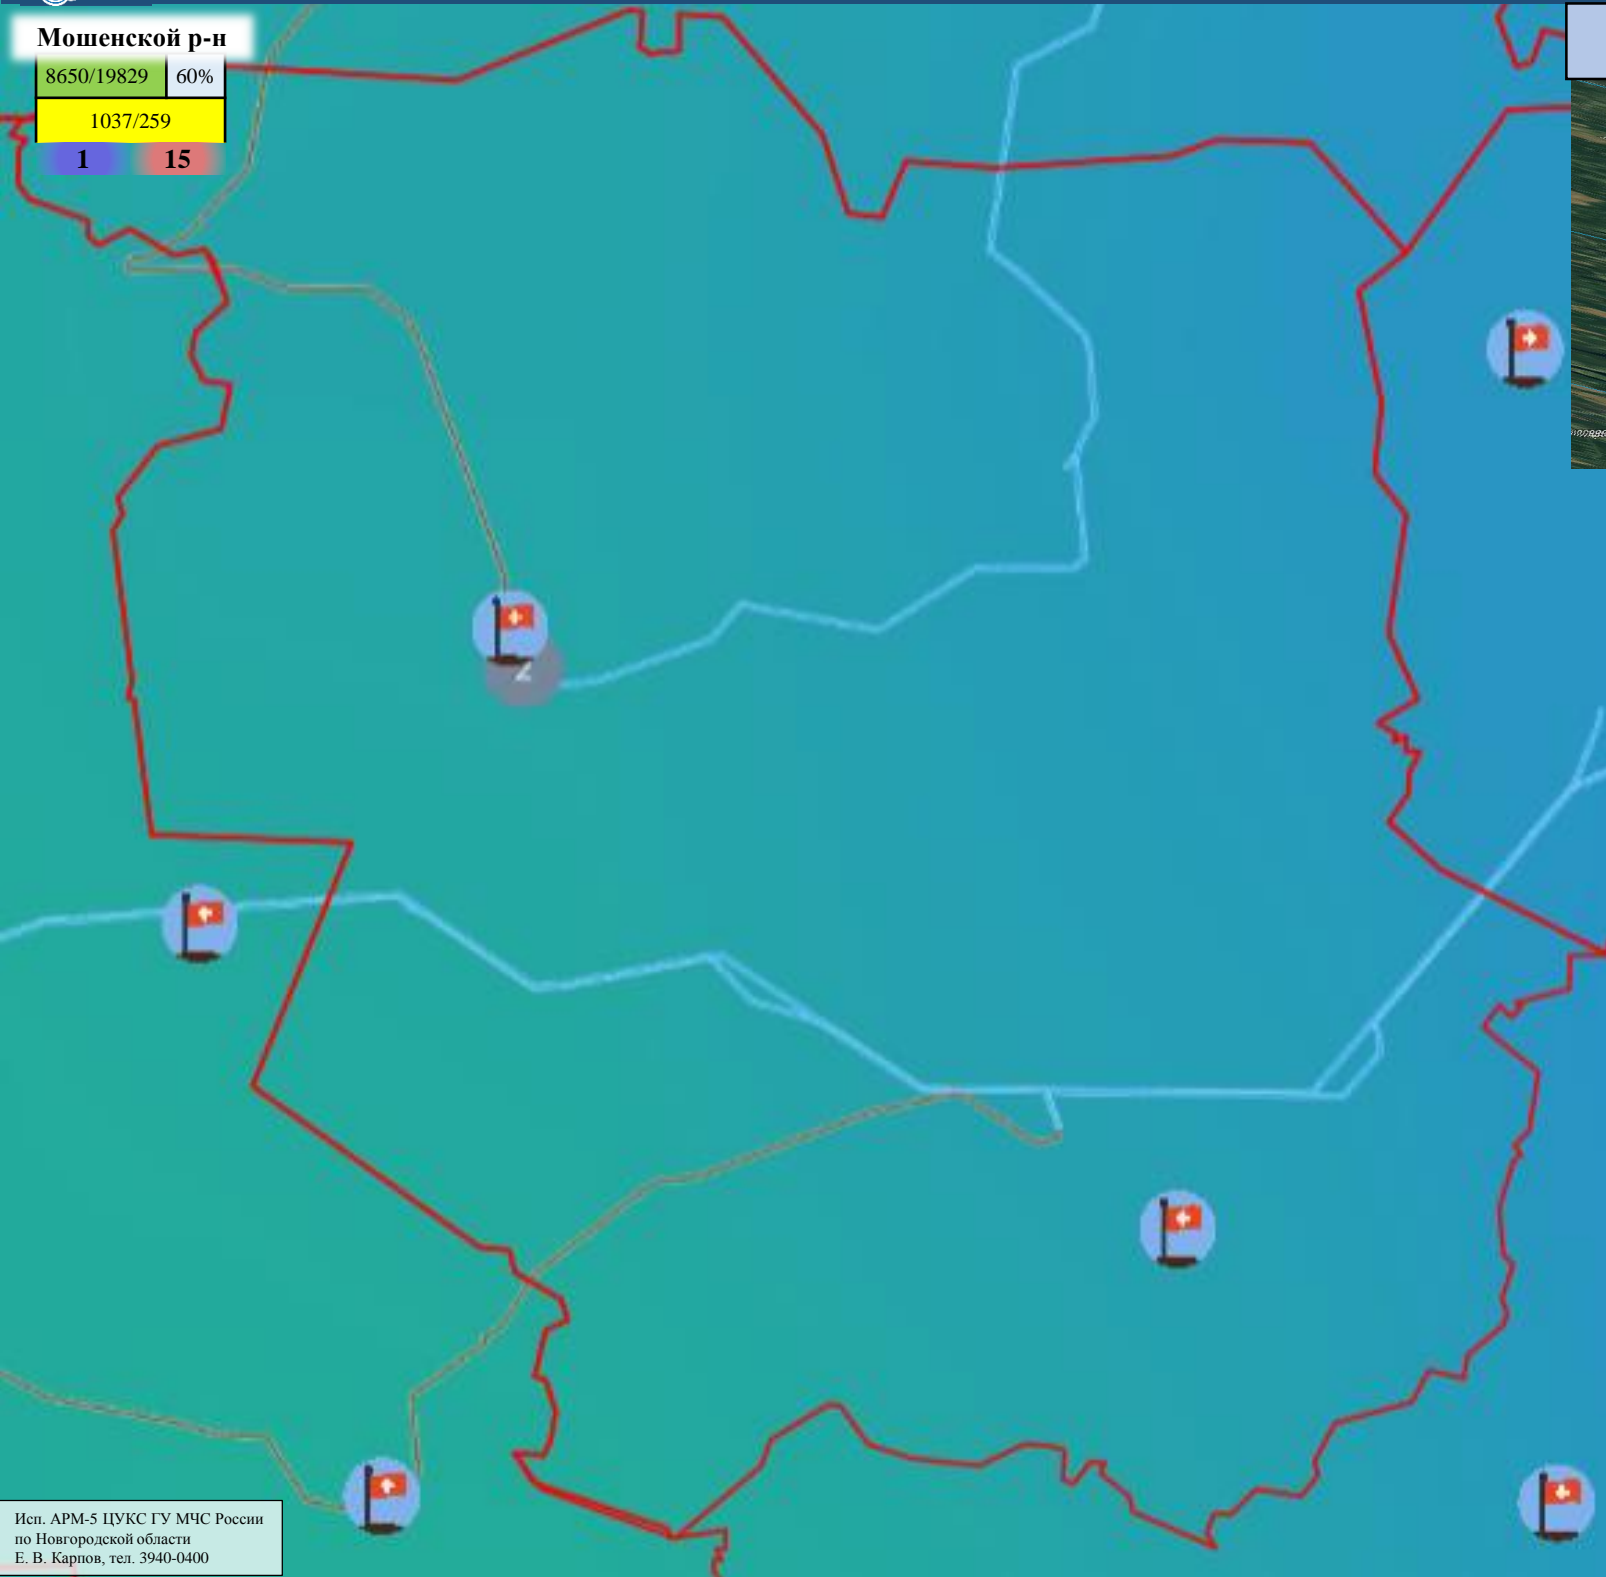 Мошенской р-н
8650/19829 60%
1037/259
1 15
Исп. АРМ-5 ЦУКС ГУ МЧС России
по Новгородской области
Е. В. Карпов, тел. 3940-0400